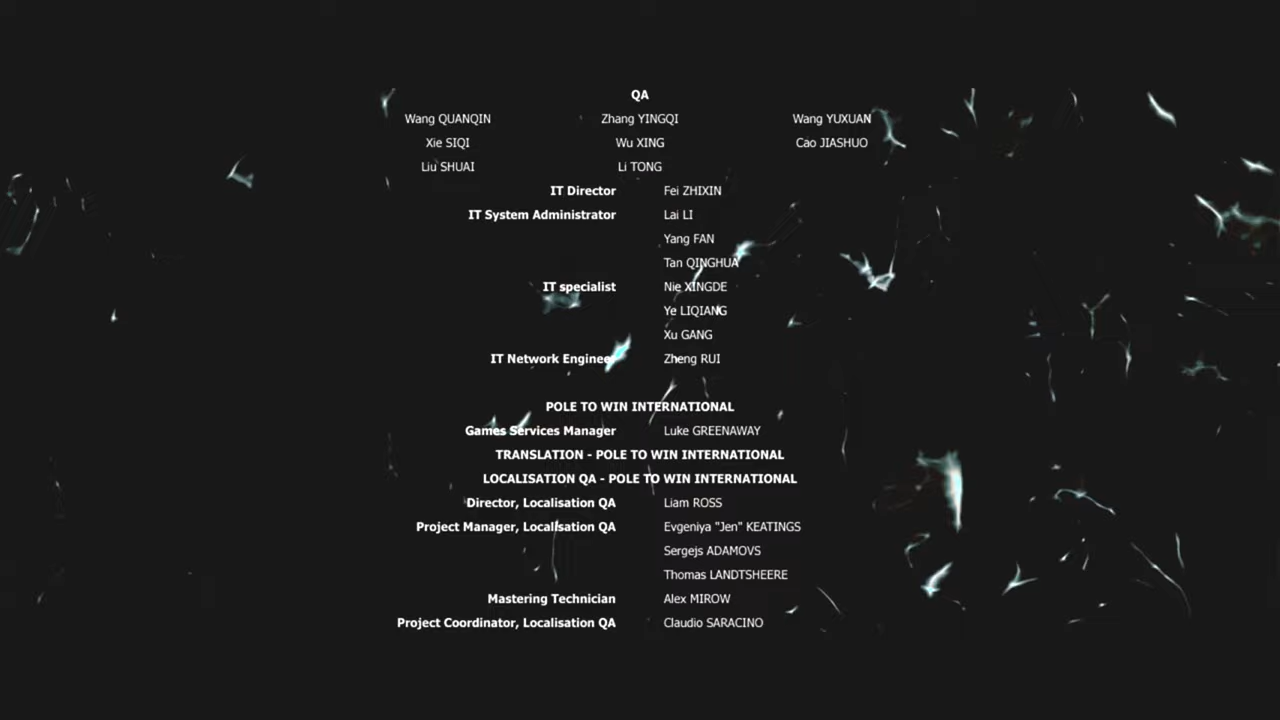 QA
Wang QUANQIN Zhang YINGQI Wang YUXUAN
Xie SIQI Wu XING Cao JIASHUO
Liu SHUAI Li TONG
IT Director Fei ZHIXIN
IT System Administrator Lai LI
Yang FAN
Tan QINGHUA
IT specialist Nie XINGDE
Ye LIQIANG
Xu GANG
IT Network Engineer Zheng RUI
POLE TO WIN INTERNATIONAL
Games Services Manager Luke GREENAWAY
TRANSLATION - POLE TO WIN INTERNATIONAL
LOCALISATION QA - POLE TO WIN INTERNATIONAL
Director, Localisation QA Liam ROSS
Project Manager, Localisation QA Evgeniya "Jen" KEATINGS
Sergejs ADAMOVS
Thomas LANDTSHEERE
Mastering Technician Alex MIROW
Project Coordinator, Localisation QA Claudio SARACINO